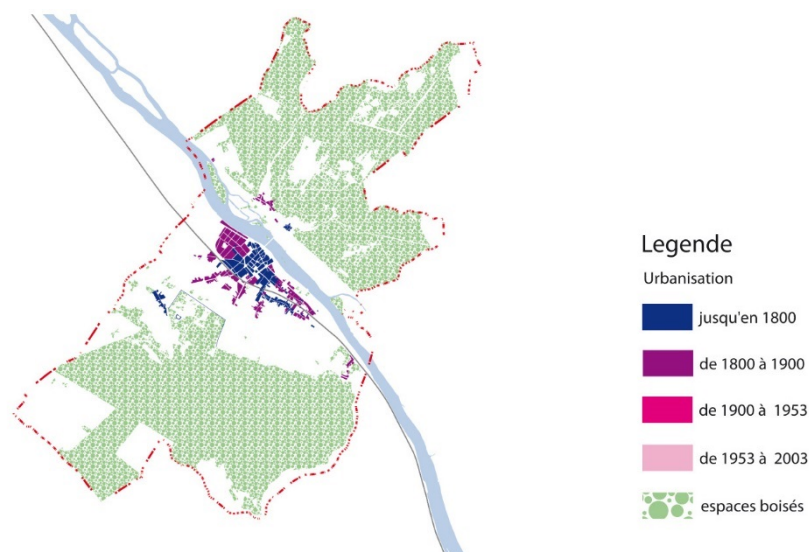 Legende
Urbanisation
jusqu'en 1800
de 1800 à 1900
de 1900 à 1953
de 1953 à 2003
espaces boisés